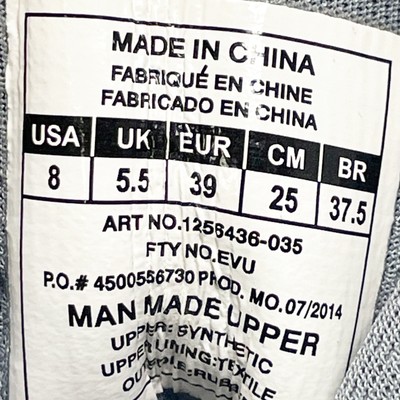 MADE IN CHINA
FABRIQUÉ EN CHINE
FABRICADO EN CHINA
USA UK EUR CM BR
8 5.5 39 25 37.5
ART NO.1256436-035
FTY NO.EVU
P.O.# 4500556730 PROD. MO.07/2014
MAN MADE UPPER
UPPER: SYNTHETIC
UPPER LINING:TEXTILE
OUTSOLE:RUBBER